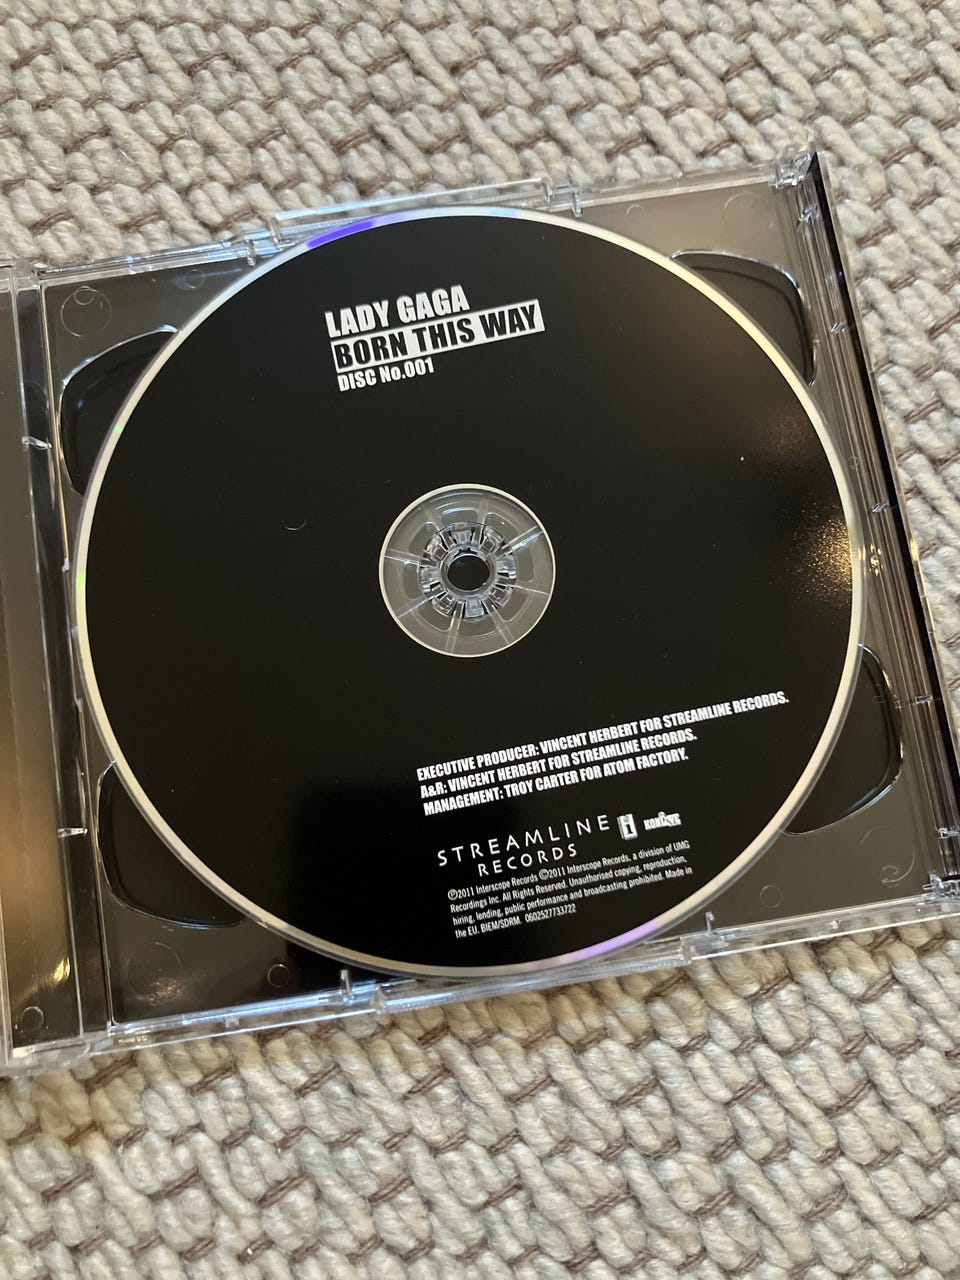 LADY GAGA
BORN THIS WAY
DISC No.001
EXECUTIVE PRODUCER: VINCENT HERBERT FOR STREAMLINE RECORDS.
A&R: VINCENT HERBERT FOR STREAMLINE RECORDS.
MANAGEMENT: TROY CARTER FOR ATOM FACTORY.
STREAMLINE i KONLIVE
RECORDS
℗2011 Interscope Records ©2011 Interscope Records, a division of UMG
Recordings Inc. All Rights Reserved. Unauthorised copying, reproduction,
hiring, lending, public performance and broadcasting prohibited. Made in
the EU. BIEM/SDRM. 0602527733722